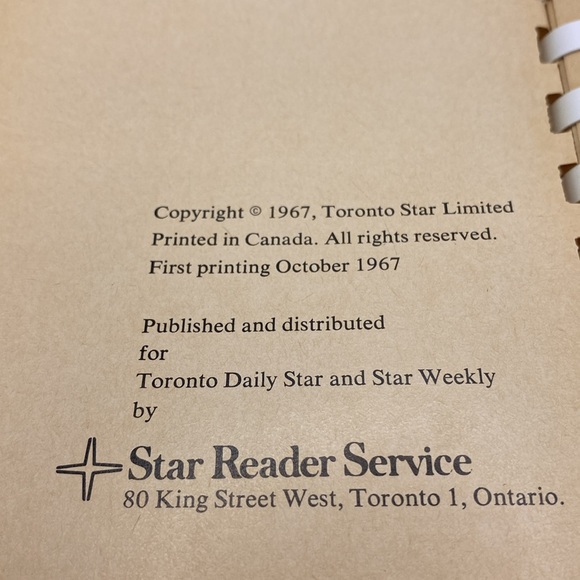 Copyright © 1967, Toronto Star Limited
Printed in Canada. All rights reserved.
First printing October 1967
Published and distributed
for
Toronto Daily Star and Star Weekly
by
Star Reader Service
80 King Street West, Toronto 1, Ontario.